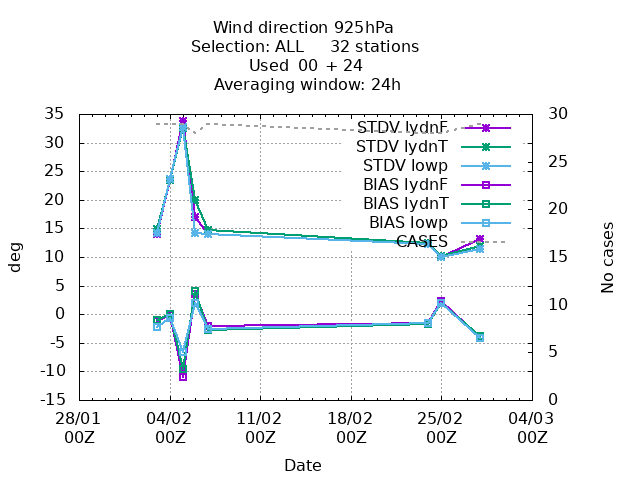 Wind direction 925hPa
Selection: ALL     32 stations
Used  00 + 24
Averaging window: 24h
35
30
25
20
15
10
5
0
-5
-10
-15
deg
30
25
20
15
10
5
0
No cases
STDV lydnF
STDV lydnT
STDV lowp
BIAS lydnF
BIAS lydnT
BIAS lowp
CASES
28/01 04/02 11/02 18/02 25/02 04/03
00Z 00Z 00Z 00Z 00Z 00Z
Date